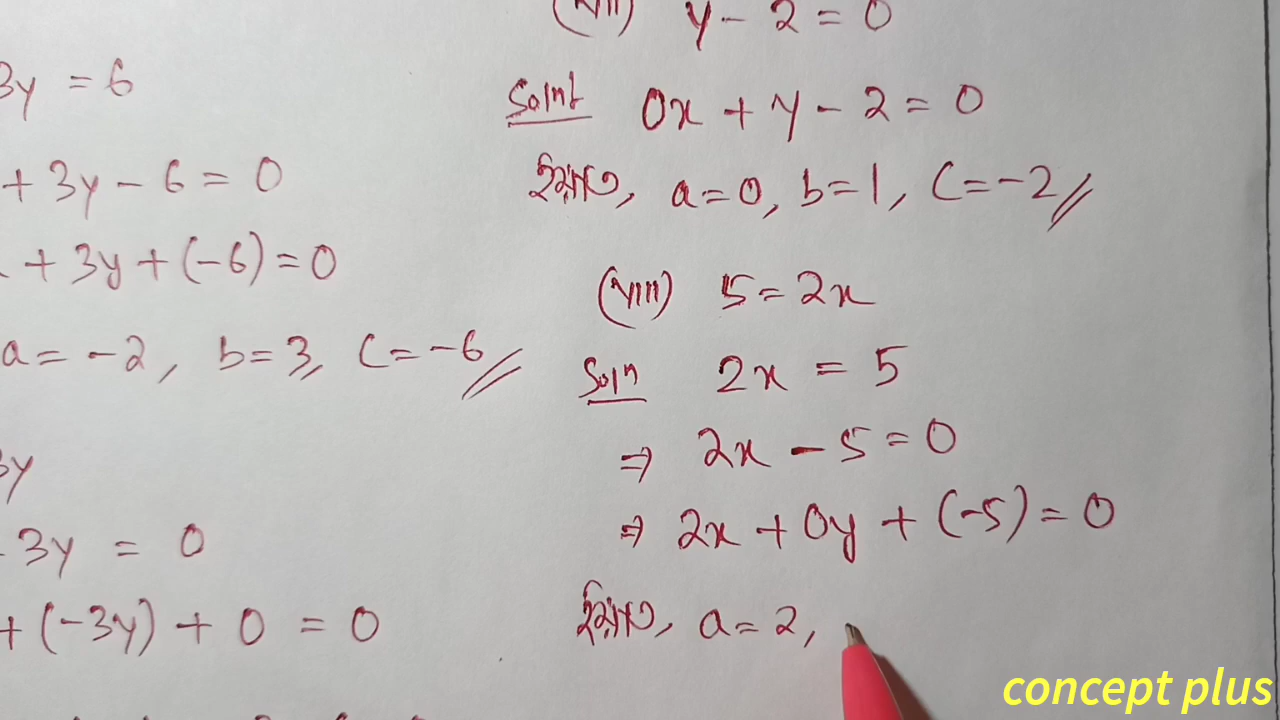 3y = 6
+ 3y - 6 = 0
+ 3y + (-6) = 0
a = -2, b = 3, c = -6
3y
3y = 0
+ (-3y) + 0 = 0
(VII) y - 2 = 0
Soln
0x + y - 2 = 0
ইয়াত, a = 0, b = 1, c = -2
(VIII) 5 = 2x
Soln 2x = 5
⇒ 2x - 5 = 0
⇒ 2x + 0y + (-5) = 0
ইয়াত, a = 2,
concept plus